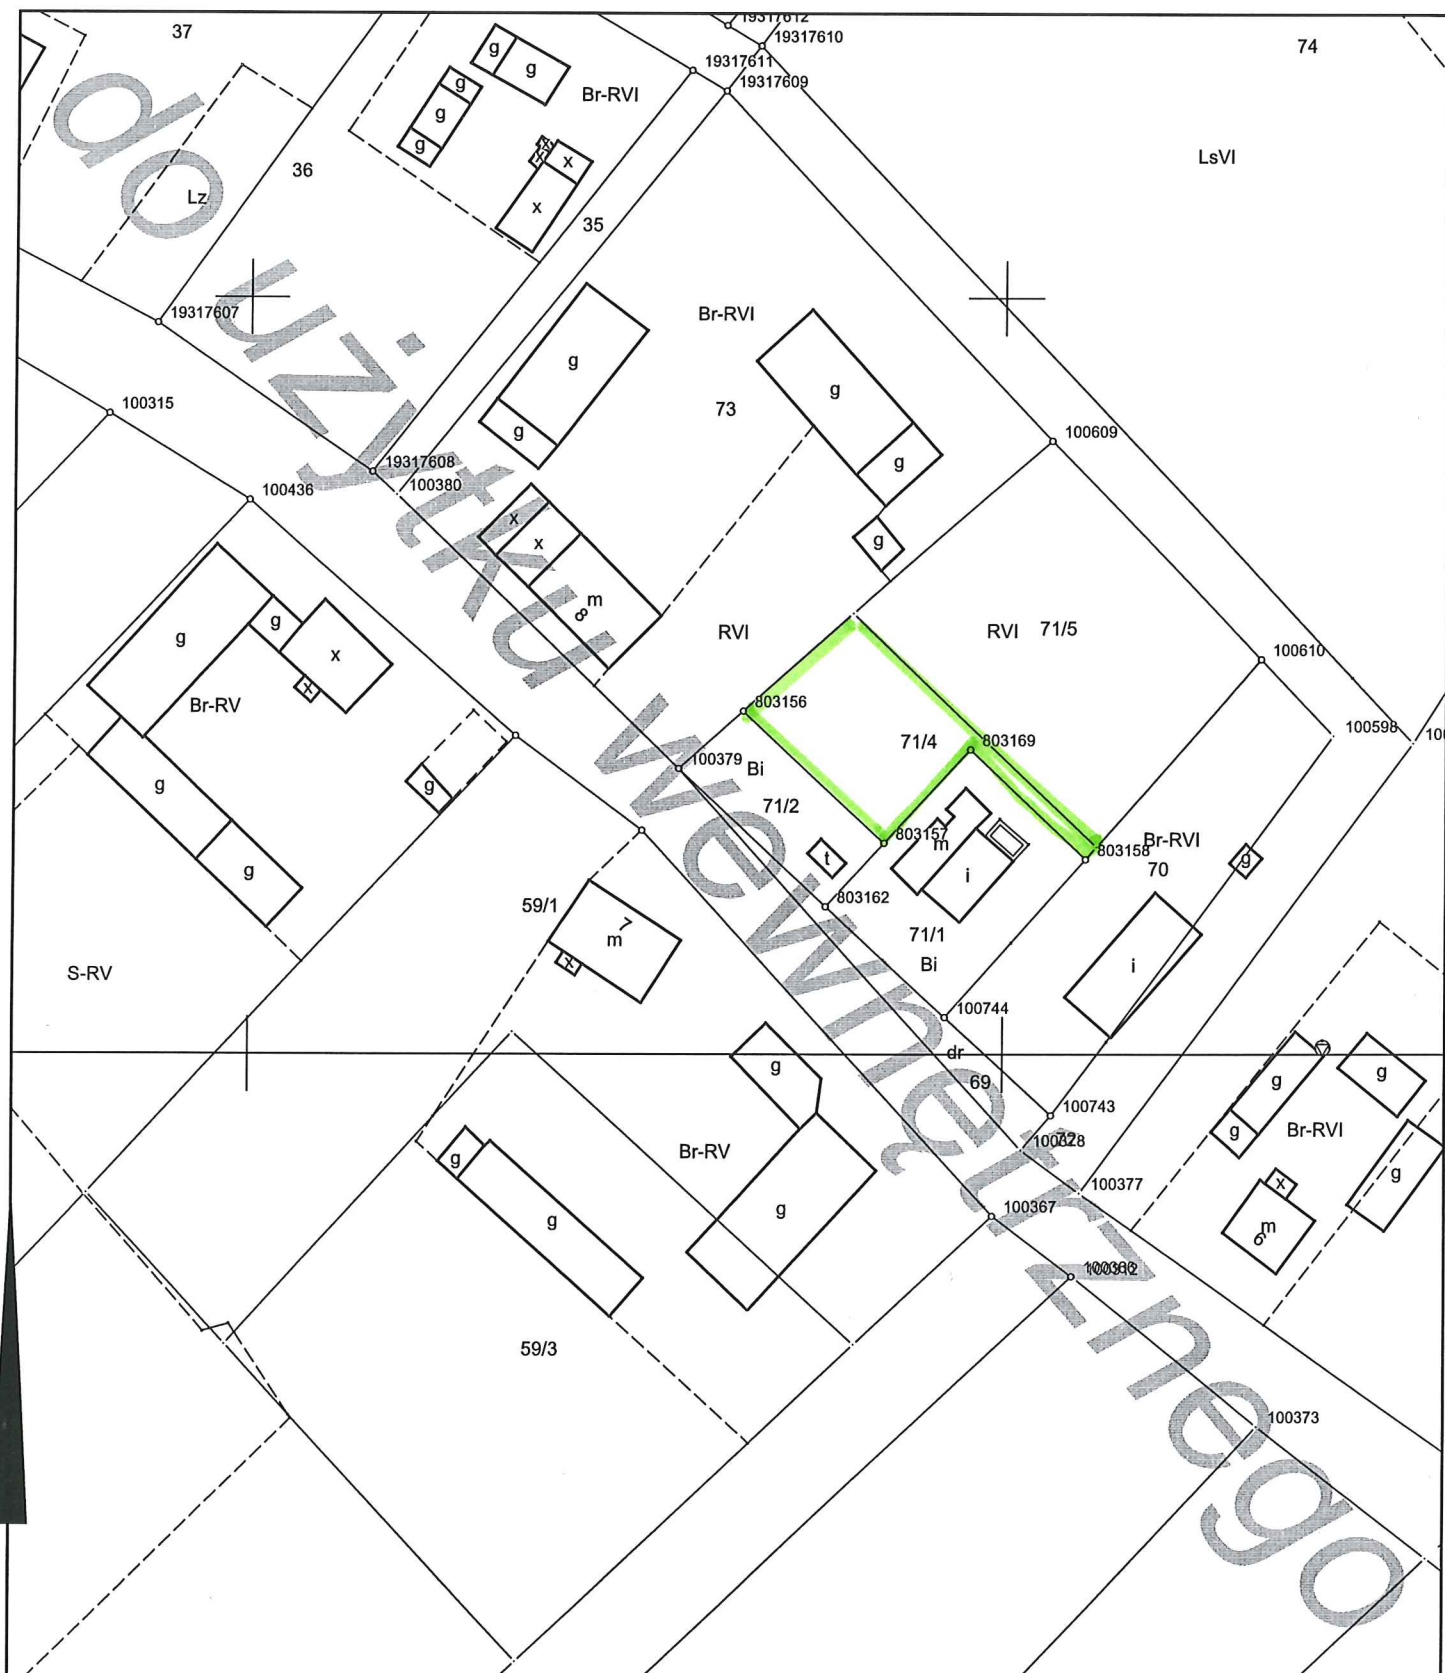 19317612
19317610
37
74
19317611
g
g
19317609
g
Br-RVI
g
g
x
x
x
LsVI
36
Lz
x
35
19317607
Br-RVI
g
g
73
100315
g
100609
19317608
g
100436
100380
x
x
g
m
8
g
g
x
RVI
RVI 71/5
x
Br-RV
100610
803156
100598
71/4
803169
100379
Bi
g
g
71/2
803157
m
t
i
Br-RVI
803158
g
70
g
803162
59/1
7
m
x
71/1
Bi
i
S-RV
100744
dr
g
69
g
g
100743
Br-RV
g
Br-RVI
72
g
g
x
100377
100367
g
g
m
6
59/3
100373
do użytku wewnętrznego